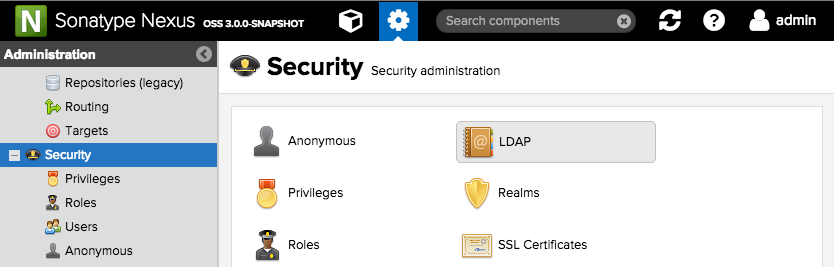 N Sonatype Nexus OSS 3.0.0-SNAPSHOT Search components ? admin
Administration
Repositories (legacy)
Routing
Targets
Security
Privileges
Roles
Users
Anonymous
Security Security administration
Anonymous @ LDAP
Privileges Realms
Roles SSL Certificates